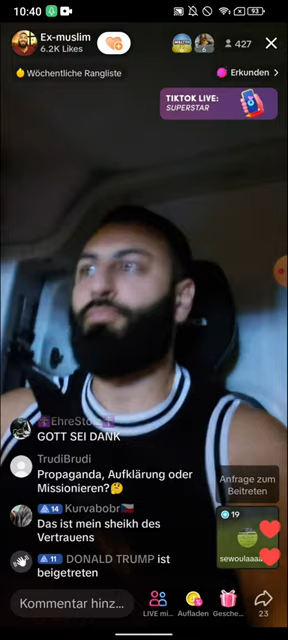 10:40
93
Ex-muslim
6.2K Likes
427
Wöchentliche Rangliste
Erkunden >
TIKTOK LIVE:
SUPERSTAR
GOTT SEI DANK
TrudiBrudi
Propaganda, Aufklärung oder
Missionieren?🤔
14 Kurvabobr🇨🇿
Das ist mein sheikh des
Vertrauens
11 DONALD TRUMP ist
beigetreten
Anfrage zum
Beitreten
19
Kommentar hinz...
LIVE mi...
Aufladen
Gesche...
23